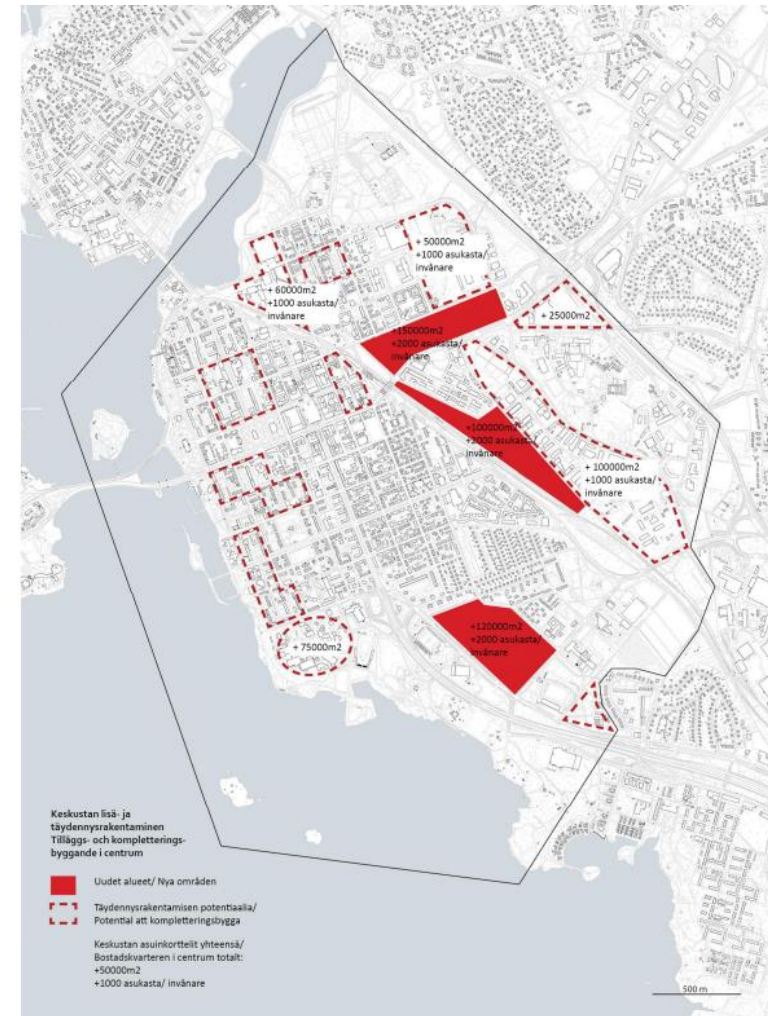 + 50000m2
+1000 asukasta/
invånare
+ 60000m2
+1000 asukasta/
invånare
+ 25000m2
+150000m2
+2000 asukasta/
invånare
+100000m2
+2000 asukasta/
invånare
+ 100000m2
+1000 asukasta/
invånare
+120000m2
+2000 asukasta/
invånare
+ 75000m2
Keskustan lisä- ja
täydennysrakentaminen
Tilläggs- och kompletterings-
byggande i centrum
Uudet alueet/ Nya områden
Täydennysrakentamisen potentiaalia/
Potential att kompletteringsbygga
Keskustan asuinkorttelit yhteensä/
Bostadskvarteren i centrum totalt:
+50000m2
+1000 asukasta/ invånare
500 m